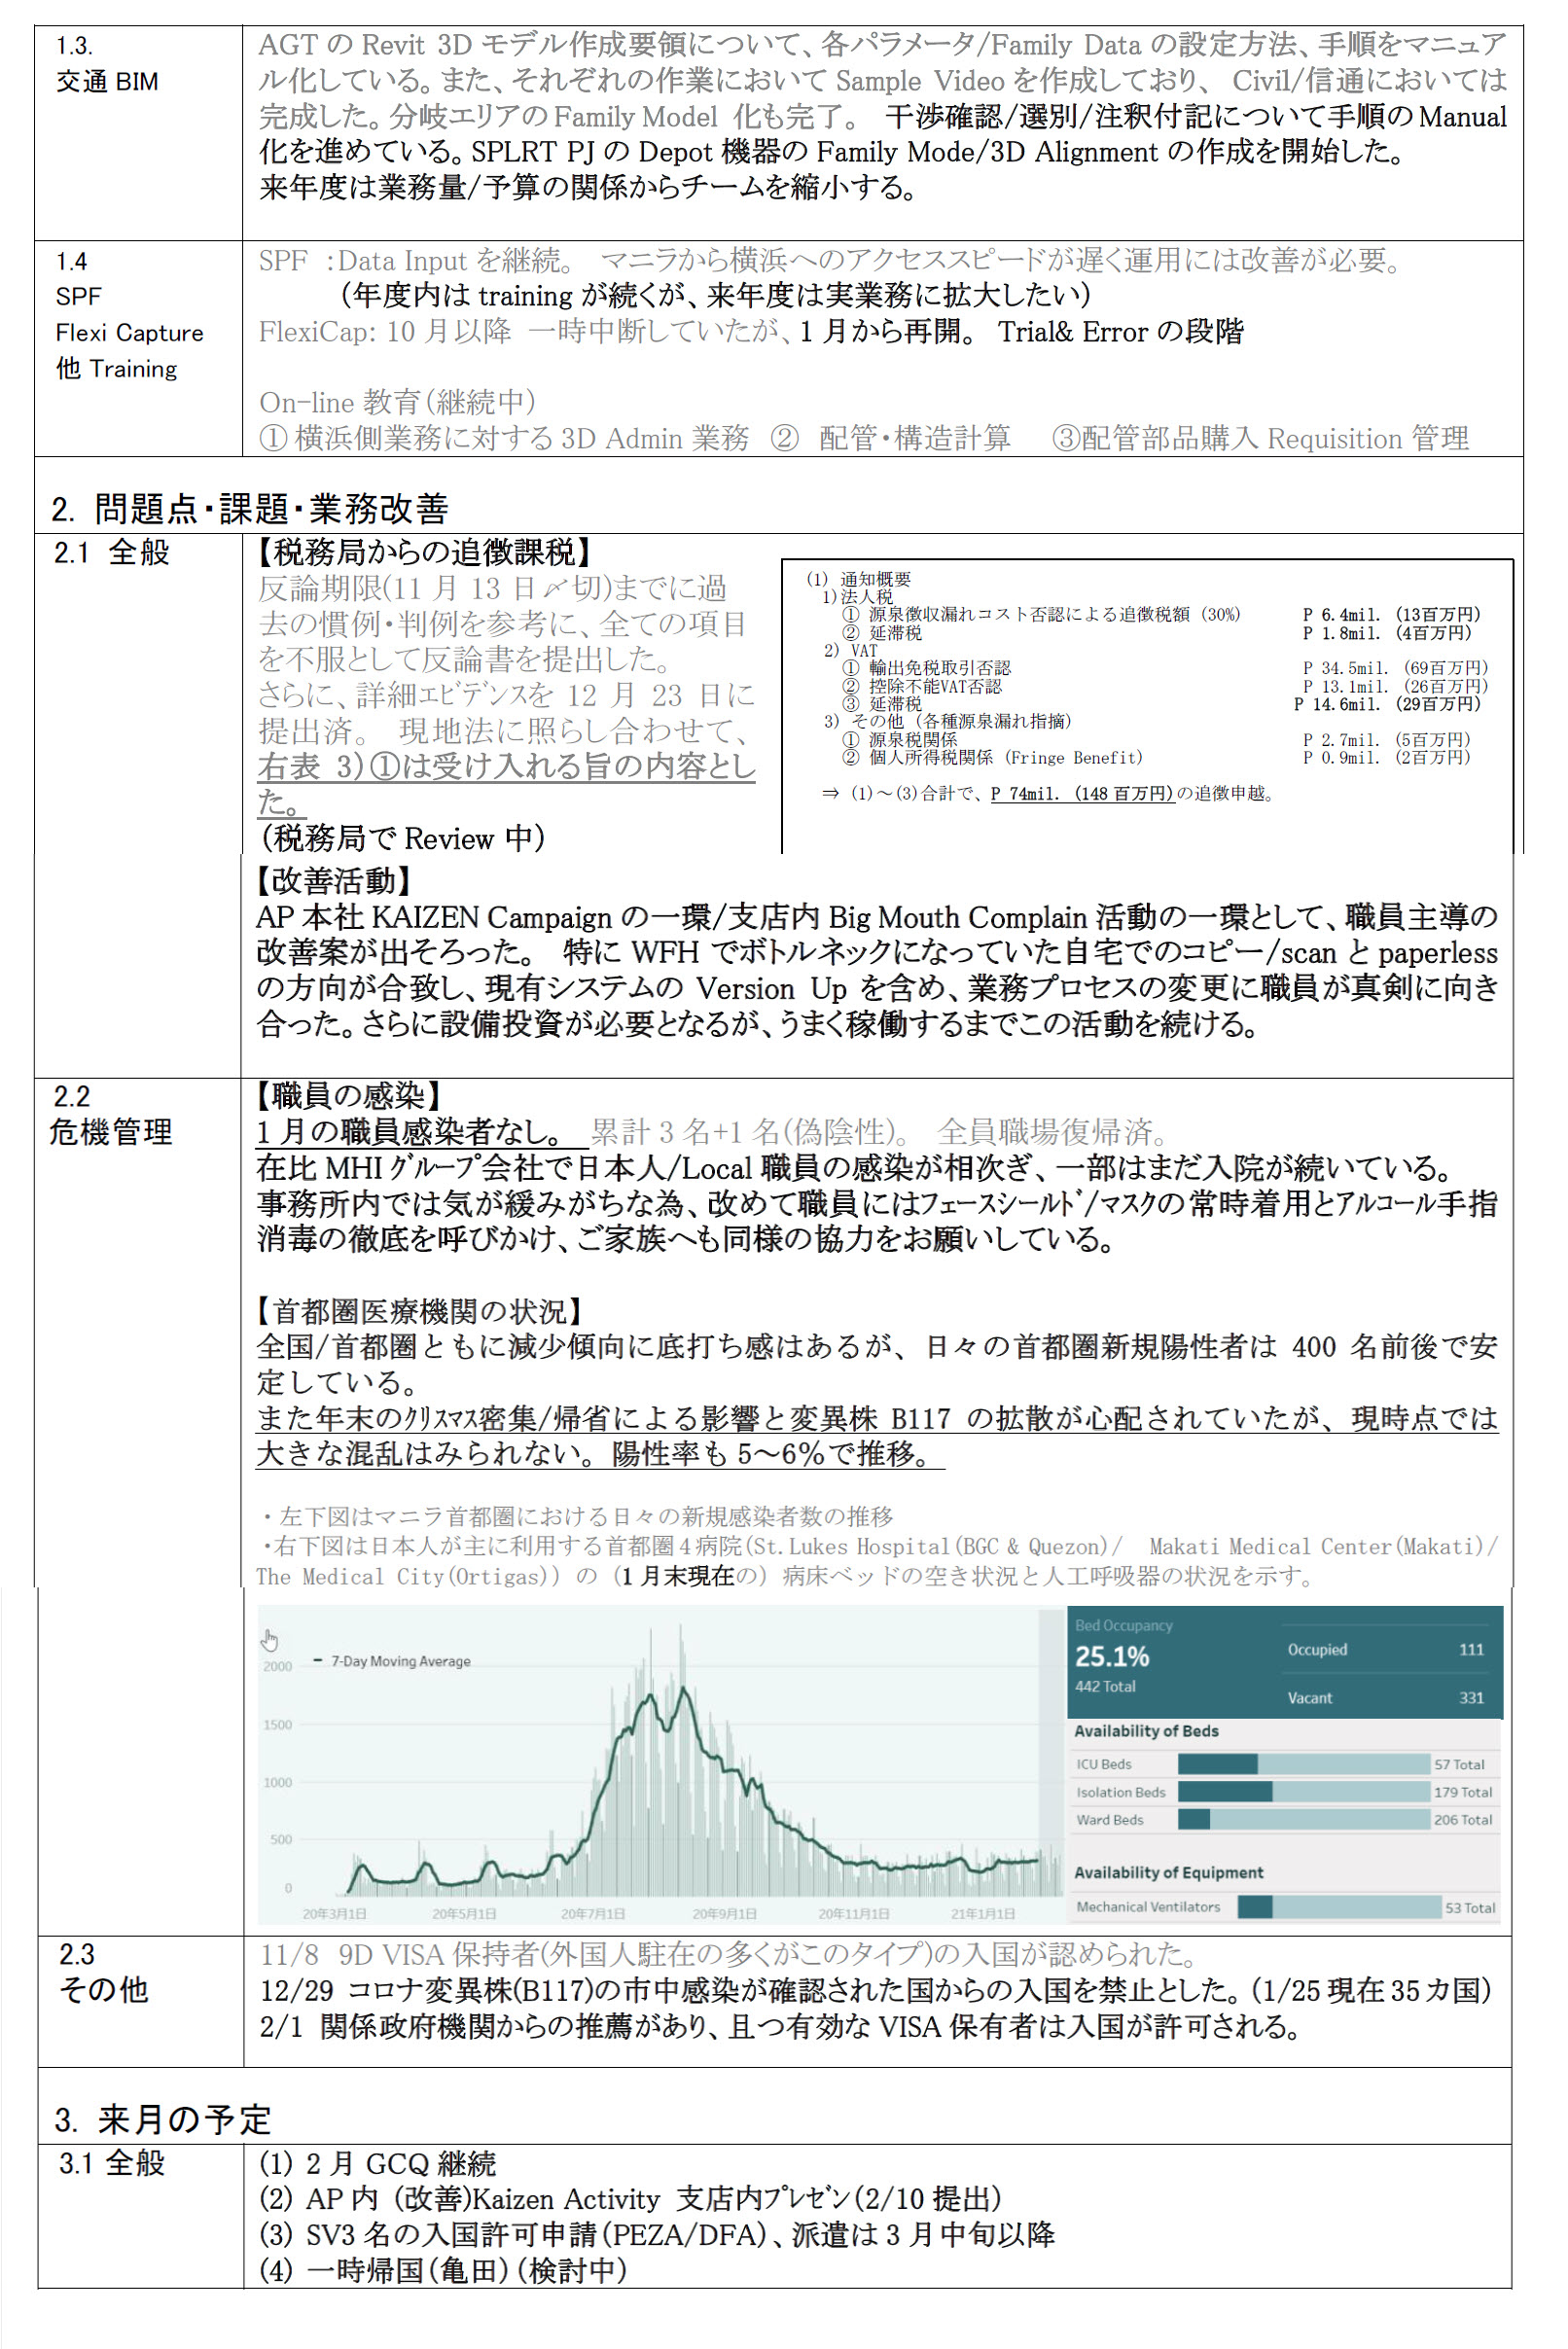 1.3.
交通 BIM
AGT の Revit 3D モデル作成要領について、各パラメータ/Family Data の設定方法、手順をマニュア
ル化している。また、それぞれの作業において Sample Video を作成しており、 Civil/信通においては
完成した。分岐エリアの Family Model 化も完了。 干渉確認/選別/注釈付記について手順の Manual
化を進めている。SPLRT PJ の Depot 機器の Family Mode/3D Alignment の作成を開始した。
来年度は業務量/予算の関係からチームを縮小する。
1.4
SPF
Flexi Capture
他 Training
SPF ：Data Input を継続。 マニラから横浜へのアクセススピードが遅く運用には改善が必要。
（年度内は training が続くが、来年度は実業務に拡大したい）
FlexiCap: 10 月以降 一時中断していたが、1 月から再開。 Trial& Error の段階
On-line 教育（継続中）
① 横浜側業務に対する 3D Admin 業務 ② 配管・構造計算 ③配管部品購入 Requisition 管理
2. 問題点・課題・業務改善
2.1 全般
【税務局からの追徴課税】
反論期限(11 月 13 日〆切)までに過
去の慣例・判例を参考に、全ての項目
を不服として反論書を提出した。
さらに、詳細ｴﾋﾞﾃﾞﾝｽを 12 月 23 日に
提出済。 現地法に照らし合わせて、
右表 3）①は受け入れる旨の内容とし
た。
（税務局で Review 中）
(1) 通知概要
1)法人税
① 源泉徴収漏れコスト否認による追徴税額 (30%) P 6.4mil. (13百万円)
② 延滞税 P 1.8mil. (4百万円)
2) VAT
① 輸出免税取引否認 P 34.5mil. (69百万円)
② 控除不能VAT否認 P 13.1mil. (26百万円)
③ 延滞税 P 14.6mil. (29百万円)
3) その他 (各種源泉漏れ指摘)
① 源泉税関係 P 2.7mil. (5百万円)
② 個人所得税関係 (Fringe Benefit) P 0.9mil. (2百万円)
⇒ (1)～(3)合計で、P 74mil. (148 百万円)の追徴申越。
【改善活動】
AP 本社 KAIZEN Campaign の一環/支店内 Big Mouth Complain 活動の一環として、職員主導の
改善案が出そろった。 特に WFH でボトルネックになっていた自宅でのコピー/scan と paperless
の方向が合致し、現有システムの Version Up を含め、業務プロセスの変更に職員が真剣に向き
合った。さらに設備投資が必要となるが、うまく稼働するまでこの活動を続ける。
2.2
危機管理
【職員の感染】
1 月の職員感染者なし。 累計 3 名+1 名(偽陰性)。 全員職場復帰済。
在比 MHI ｸﾞﾙｰﾌﾟ会社で日本人/Local 職員の感染が相次ぎ、一部はまだ入院が続いている。
事務所内では気が緩みがちな為、改めて職員にはﾌｪｰｽｼｰﾙﾄﾞ/ﾏｽｸの常時着用とｱﾙｺｰﾙ手指
消毒の徹底を呼びかけ、ご家族へも同様の協力をお願いしている。
【首都圏医療機関の状況】
全国/首都圏ともに減少傾向に底打ち感はあるが、日々の首都圏新規陽性者は 400 名前後で安
定している。
また年末のｸﾘｽﾏｽ密集/帰省による影響と変異株 B117 の拡散が心配されていたが、現時点では
大きな混乱はみられない。陽性率も 5～6％で推移。
・左下図はマニラ首都圏における日々の新規感染者数の推移
・右下図は日本人が主に利用する首都圏４病院(St.Lukes Hospital(BGC & Quezon)/ Makati Medical Center(Makati)/
The Medical City(Ortigas)) の（1 月末現在の）病床ベッドの空き状況と人工呼吸器の状況を示す。
7-Day Moving Average
2000
1500
1000
500
0
20年3月1日 20年5月1日 20年7月1日 20年9月1日 20年11月1日 21年1月1日
Bed Occupancy
25.1%
442 Total
Occupied 111
Vacant 331
Availability of Beds
ICU Beds 57 Total
Isolation Beds 179 Total
Ward Beds 206 Total
Availability of Equipment
Mechanical Ventilators 53 Total
2.3
その他
11/8 9D VISA 保持者(外国人駐在の多くがこのタイプ)の入国が認められた。
12/29 コロナ変異株(B117)の市中感染が確認された国からの入国を禁止とした。（1/25 現在 35 カ国）
2/1 関係政府機関からの推薦があり、且つ有効な VISA 保有者は入国が許可される。
3. 来月の予定
3.1 全般
(1) 2 月 GCQ 継続
(2) AP 内 (改善)Kaizen Activity 支店内ﾌﾟﾚｾﾞﾝ（2/10 提出）
(3) SV3 名の入国許可申請（PEZA/DFA）、派遣は 3 月中旬以降
(4) 一時帰国（亀田）（検討中）